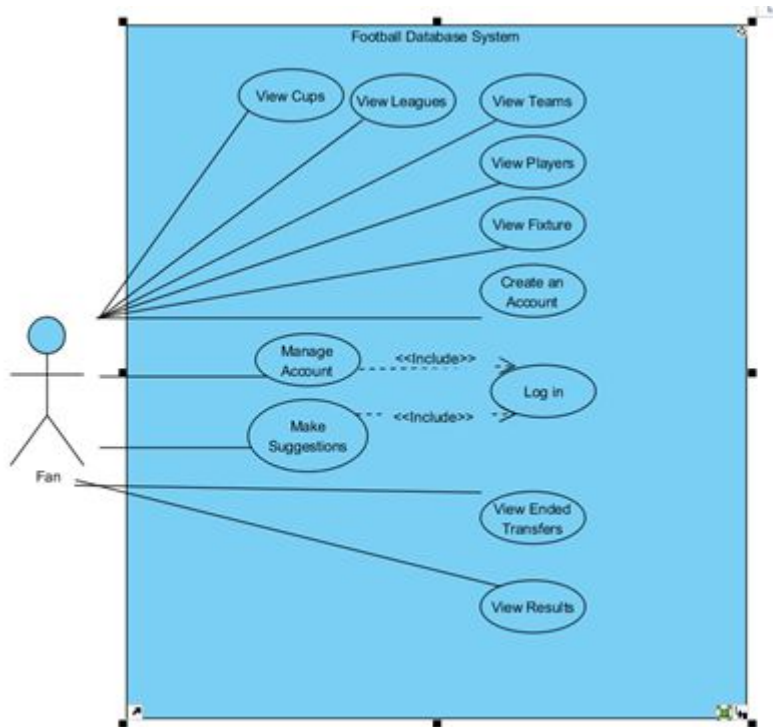 Football Database System
View Cups
View Leagues
View Teams
View Players
View Fixture
Create an
Account
Manage
Account
<<Include>>
Log in
Make
Suggestions
<<Include>>
Fan
View Ended
Transfers
View Results